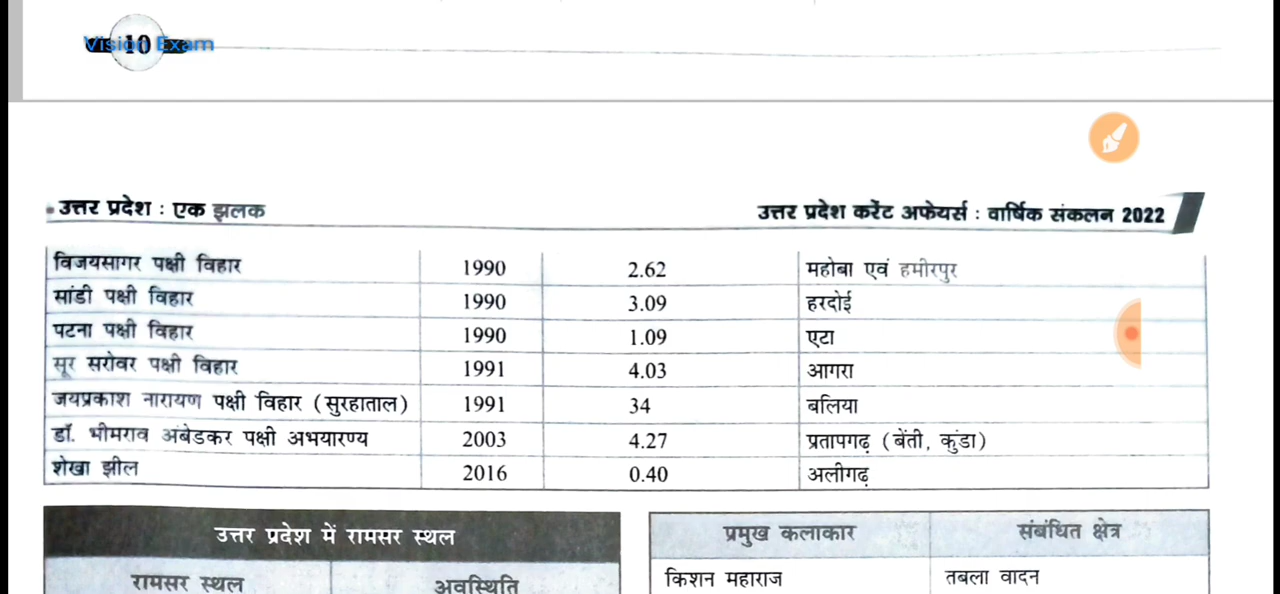 Vision Exam
10
उत्तर प्रदेश : एक झलक
उत्तर प्रदेश करेंट अफेयर्स : वार्षिक संकलन 2022
विजयसागर पक्षी विहार 1990 2.62 महोबा एवं हमीरपुर
सांडी पक्षी विहार 1990 3.09 हरदोई
पटना पक्षी विहार 1990 1.09 एटा
सूर सरोवर पक्षी विहार 1991 4.03 आगरा
जयप्रकाश नारायण पक्षी विहार (सुरहाताल) 1991 34 बलिया
डॉ. भीमराव अंबेडकर पक्षी अभयारण्य 2003 4.27 प्रतापगढ़ (बेंती, कुंडा)
शेखा झील 2016 0.40 अलीगढ़
उत्तर प्रदेश में रामसर स्थल
रामसर स्थल अवस्थिति
प्रमुख कलाकार संबंधित क्षेत्र
किशन महाराज तबला वादन